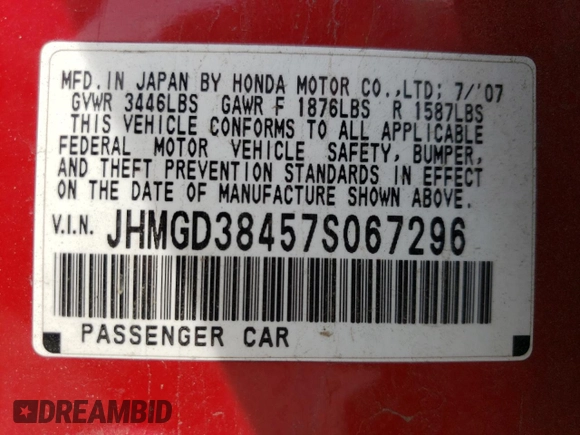 MFD. IN JAPAN BY HONDA MOTOR CO., LTD; 7/'07
GVWR 3446LBS GAWR F 1876LBS R 1587LBS
THIS VEHICLE CONFORMS TO ALL APPLICABLE
FEDERAL MOTOR VEHICLE SAFETY, BUMPER,
AND THEFT PREVENTION STANDARDS IN EFFECT
ON THE DATE OF MANUFACTURE SHOWN ABOVE.
V.I.N. JHMGD38457S067296
PASSENGER CAR
DREAMBID